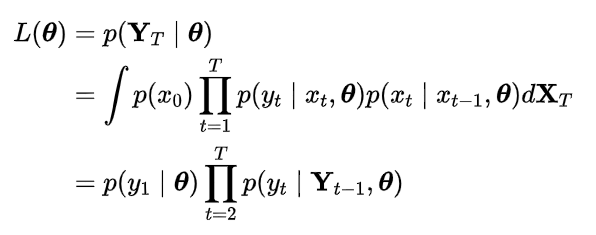 L(θ) = p(Y_T | θ)
= ∫ p(x_0) ∏_{t=1}^{T} p(y_t | x_t, θ)p(x_t | x_{t−1}, θ)dX_T
= p(y_1 | θ) ∏_{t=2}^{T} p(y_t | Y_{t−1}, θ)